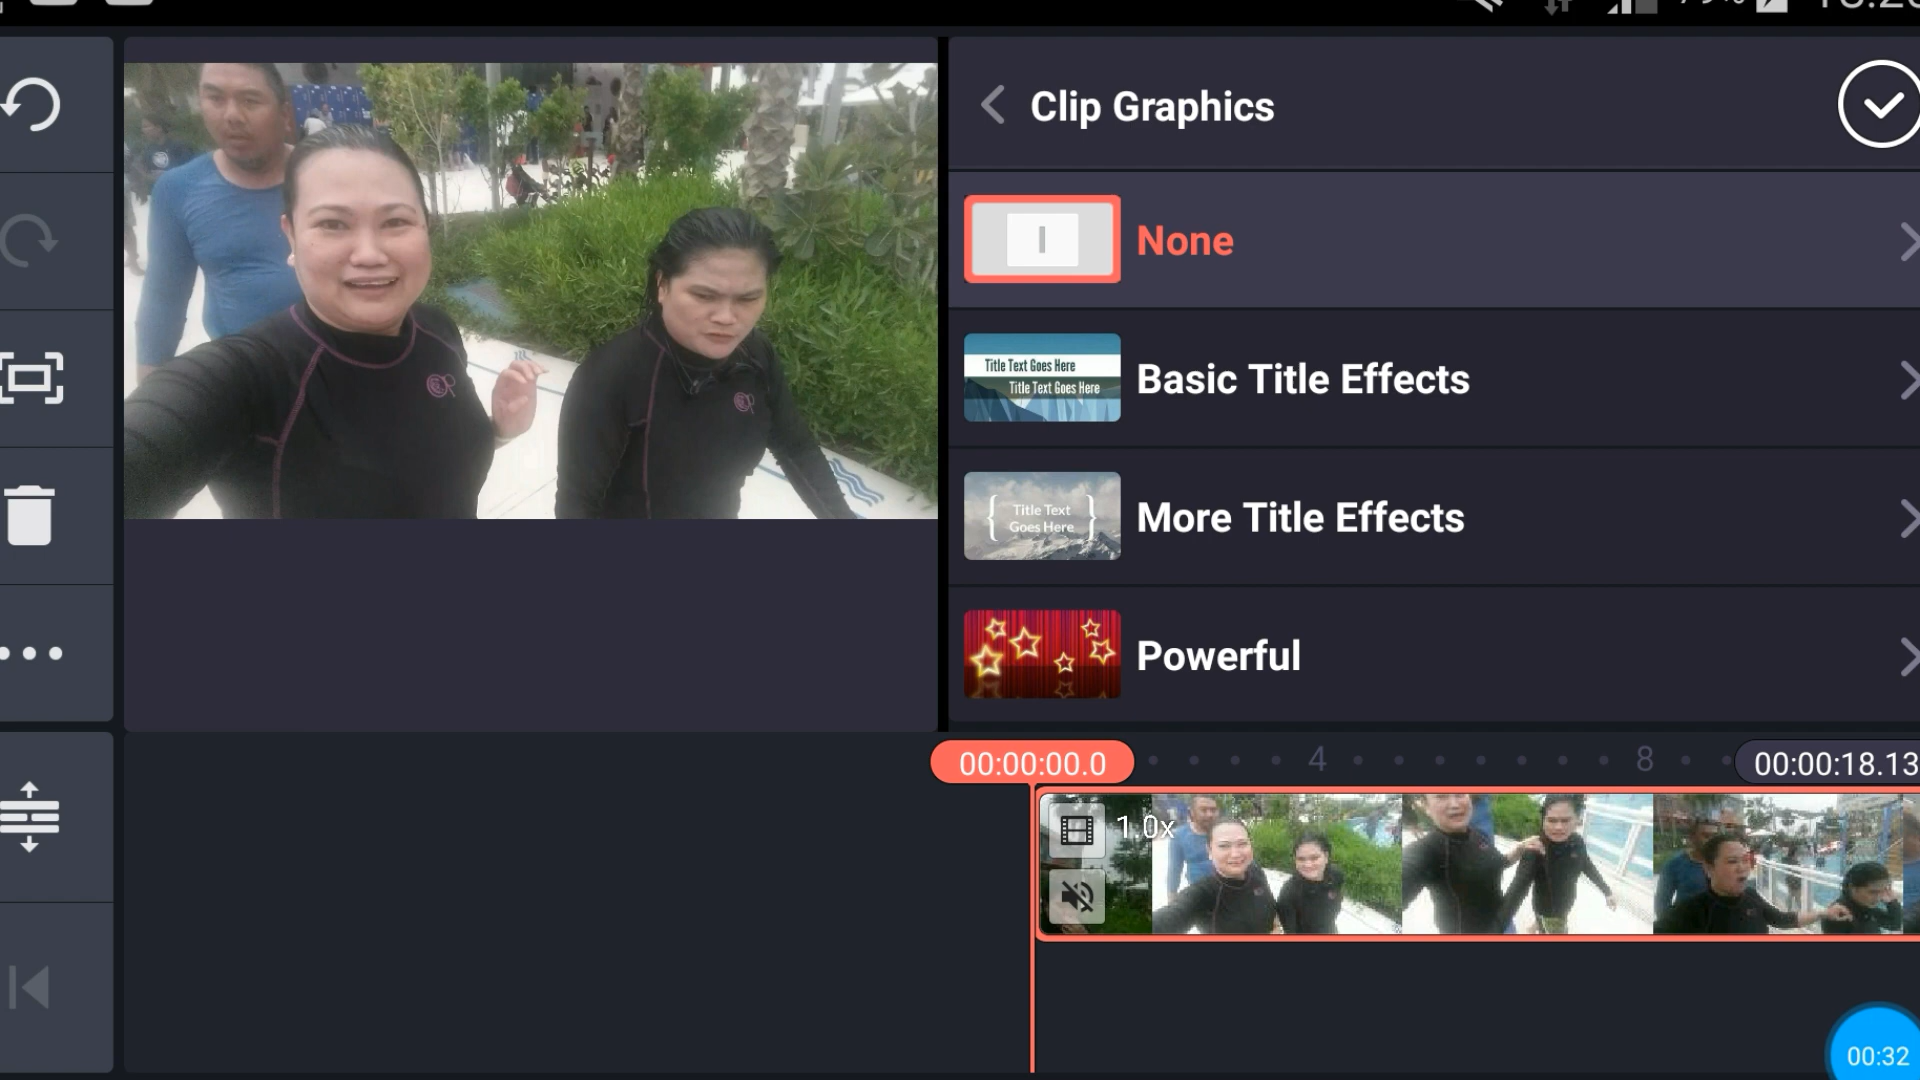 Clip Graphics
None
Title Text Goes Here
Title Text Goes Here
Basic Title Effects
Title Text
Goes Here
More Title Effects
Powerful
00:00:00.0
4
8
00:00:18.13
1.0x
00:32